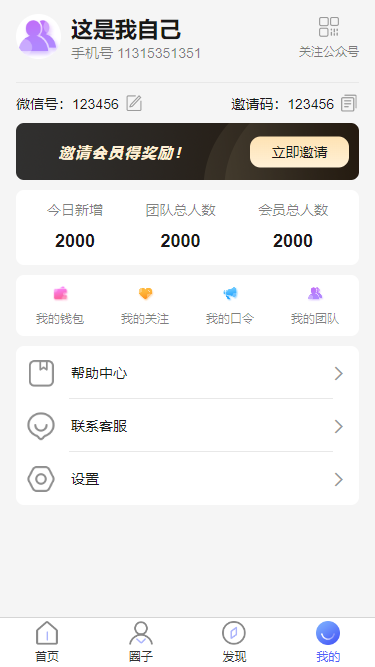 这是我自己
手机号 11315351351
关注公众号
微信号：123456
邀请码：123456
邀请会员得奖励！
立即邀请
今日新增 团队总人数 会员总人数
2000 2000 2000
我的钱包 我的关注 我的口令 我的团队
帮助中心
联系客服
设置
首页 圈子 发现 我的